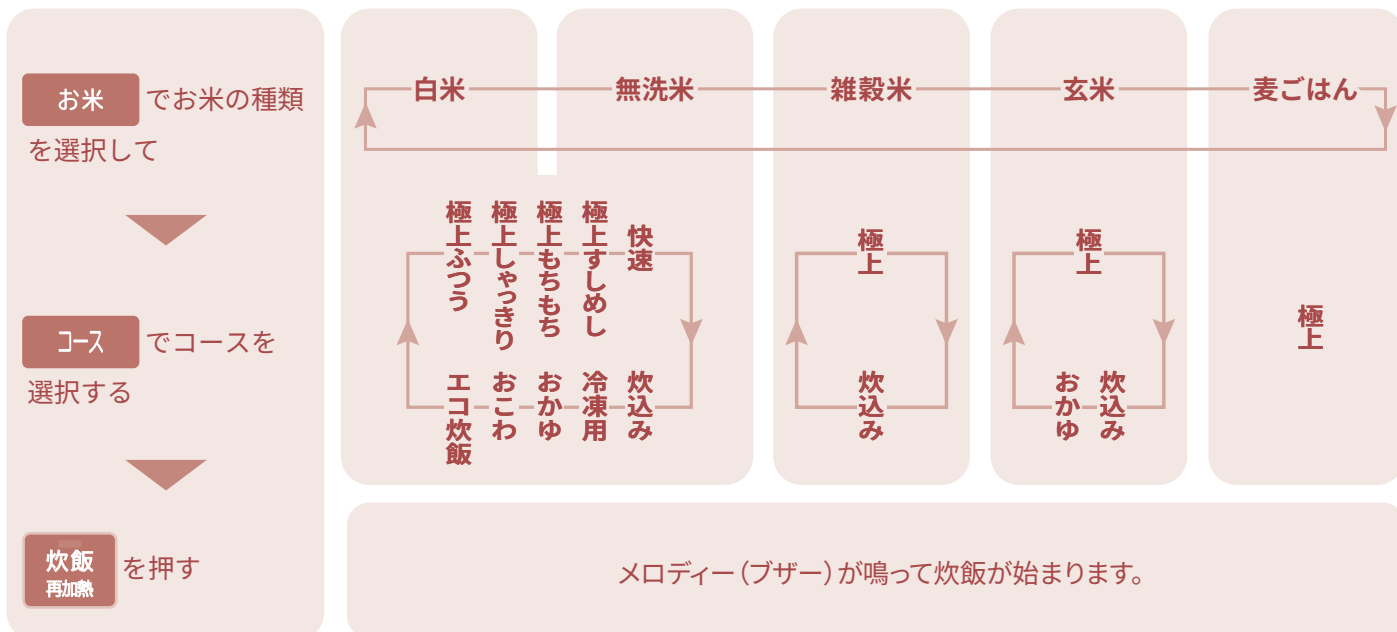 お米 でお米の種類
を選択して
コース でコースを
選択する
炊飯
再加熱
を押す
白米
無洗米
雑穀米
玄米
麦ごはん
極上ふつう
極上しゃっきり
極上もちもち
極上すしめし
快速
エコ炊飯
おこわ
おかゆ
冷凍用
炊込み
極上
炊込み
極上
おかゆ
炊込み
極上
メロディー(ブザー)が鳴って炊飯が始まります。